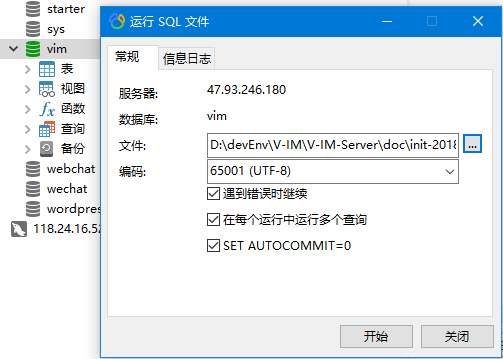 starter
sys
vim
表
视图
函数
查询
备份
webchat
wechat
wordpres
118.24.16.52
运行 SQL 文件
常规
信息日志
服务器:
47.93.246.180
数据库:
vim
文件:
D:\devEnv\V-IM\V-IM-Server\doc\init-2018
...
编码:
65001 (UTF-8)
遇到错误时继续
在每个运行中运行多个查询
SET AUTOCOMMIT=0
开始
关闭